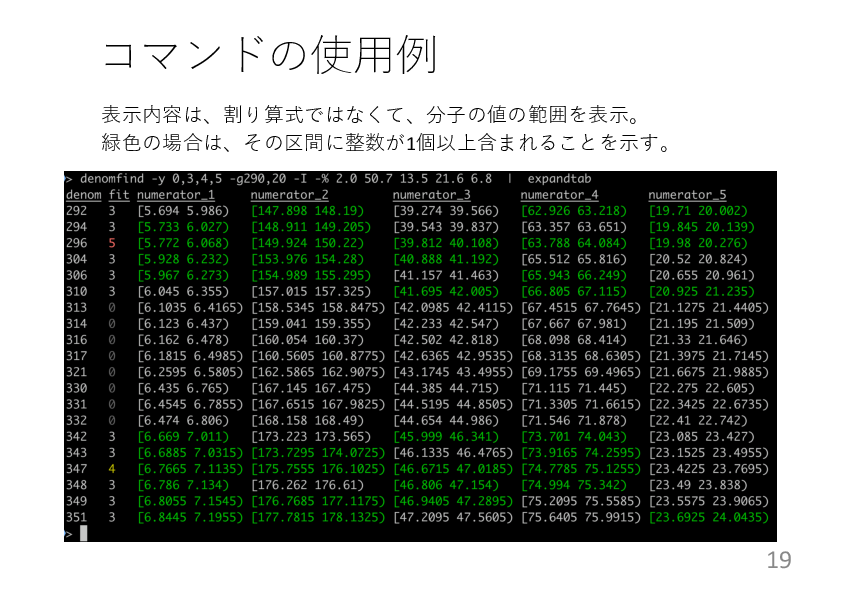 コマンドの使用例
表示内容は、割り算式ではなくて、分子の値の範囲を表示。
緑色の場合は、その区間に整数が1個以上含まれることを示す。
> denomfind -y 0,3,4,5 -g290,20 -I -% 2.0 50.7 13.5 21.6 6.8 | expandtab
denom fit numerator_1 numerator_2 numerator_3 numerator_4 numerator_5
292 3 [5.694 5.986) [147.898 148.19) [39.274 39.566) [62.926 63.218) [19.71 20.002)
294 3 [5.733 6.027) [148.911 149.205) [39.543 39.837) [63.357 63.651) [19.845 20.139)
296 5 [5.772 6.068) [149.924 150.22) [39.812 40.108) [63.788 64.084) [19.98 20.276)
304 3 [5.928 6.232) [153.976 154.28) [40.888 41.192) [65.512 65.816) [20.52 20.824)
306 3 [5.967 6.273) [154.989 155.295) [41.157 41.463) [65.943 66.249) [20.655 20.961)
310 3 [6.045 6.355) [157.015 157.325) [41.695 42.005) [66.805 67.115) [20.925 21.235)
313 0 [6.1035 6.4165) [158.5345 158.8475) [42.0985 42.4115) [67.4515 67.7645) [21.1275 21.4405)
314 0 [6.123 6.437) [159.041 159.355) [42.233 42.547) [67.667 67.981) [21.195 21.509)
316 0 [6.162 6.478) [160.054 160.37) [42.502 42.818) [68.098 68.414) [21.33 21.646)
317 0 [6.1815 6.4985) [160.5605 160.8775) [42.6365 42.9535) [68.3135 68.6305) [21.3975 21.7145)
321 0 [6.2595 6.5805) [162.5865 162.9075) [43.1745 43.4955) [69.1755 69.4965) [21.6675 21.9885)
330 0 [6.435 6.765) [167.145 167.475) [44.385 44.715) [71.115 71.445) [22.275 22.605)
331 0 [6.4545 6.7855) [167.6515 167.9825) [44.5195 44.8505) [71.3305 71.6615) [22.3425 22.6735)
332 0 [6.474 6.806) [168.158 168.49) [44.654 44.986) [71.546 71.878) [22.41 22.742)
342 3 [6.669 7.011) [173.223 173.565) [45.999 46.341) [73.701 74.043) [23.085 23.427)
343 3 [6.6885 7.0315) [173.7295 174.0725) [46.1335 46.4765) [73.9165 74.2595) [23.1525 23.4955)
347 4 [6.7665 7.1135) [175.7555 176.1025) [46.6715 47.0185) [74.7785 75.1255) [23.4225 23.7695)
348 3 [6.786 7.134) [176.262 176.61) [46.806 47.154) [74.994 75.342) [23.49 23.838)
349 3 [6.8055 7.1545) [176.7685 177.1175) [46.9405 47.2895) [75.2095 75.5585) [23.5575 23.9065)
351 3 [6.8445 7.1955) [177.7815 178.1325) [47.2095 47.5605) [75.6405 75.9915) [23.6925 24.0435)
>
19